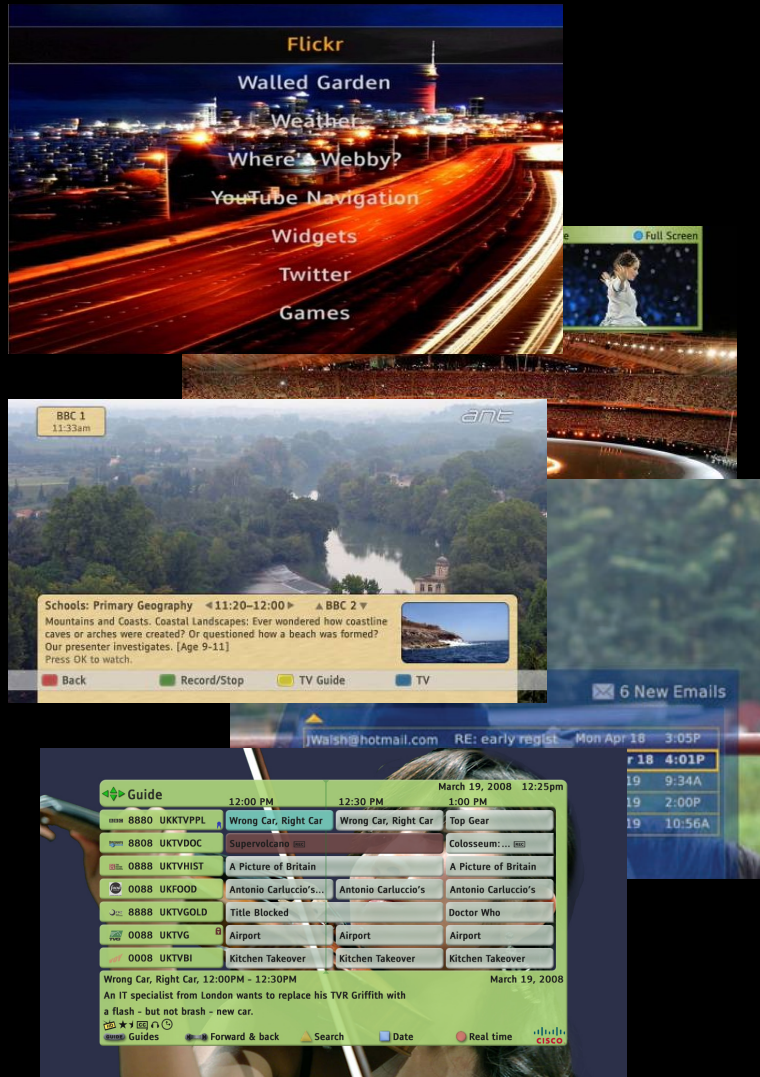 Flickr
Walled Garden
Weather
Where's Webby?
YouTube Navigation
Widgets
Twitter
Games
Full Screen
BBC 1
11:33am
ant
Schools: Primary Geography ◀11:20–12:00▶ ▲BBC 2▼
Mountains and Coasts. Coastal Landscapes: Ever wondered how coastline
caves or arches were created? Or questioned how a beach was formed?
Our presenter investigates. [Age 9-11]
Press OK to watch.
Back Record/Stop TV Guide TV
6 New Emails
JWalsh@hotmail.com RE: early regist Mon Apr 18 3:05P
r 18 4:01P
19 9:34A
19 2:00P
19 10:56A
Guide March 19, 2008 12:25pm
12:00 PM 12:30 PM 1:00 PM
8880 UKKTVPPL Wrong Car, Right Car Wrong Car, Right Car Top Gear
8808 UKTVDOC Supervolcano REC Colosseum:... REC
0888 UKTVHIST A Picture of Britain A Picture of Britain
0088 UKFOOD Antonio Carluccio's... Antonio Carluccio's Antonio Carluccio's
8888 UKTVGOLD Title Blocked Doctor Who
0088 UKTVG Airport Airport Airport
0008 UKTVBI Kitchen Takeover Kitchen Takeover Kitchen Takeover
Wrong Car, Right Car, 12:00PM - 12:30PM March 19, 2008
An IT specialist from London wants to replace his TVR Griffith with
a flash - but not brash - new car.
CC
GUIDE Guides Forward & back Search Date Real time CISCO